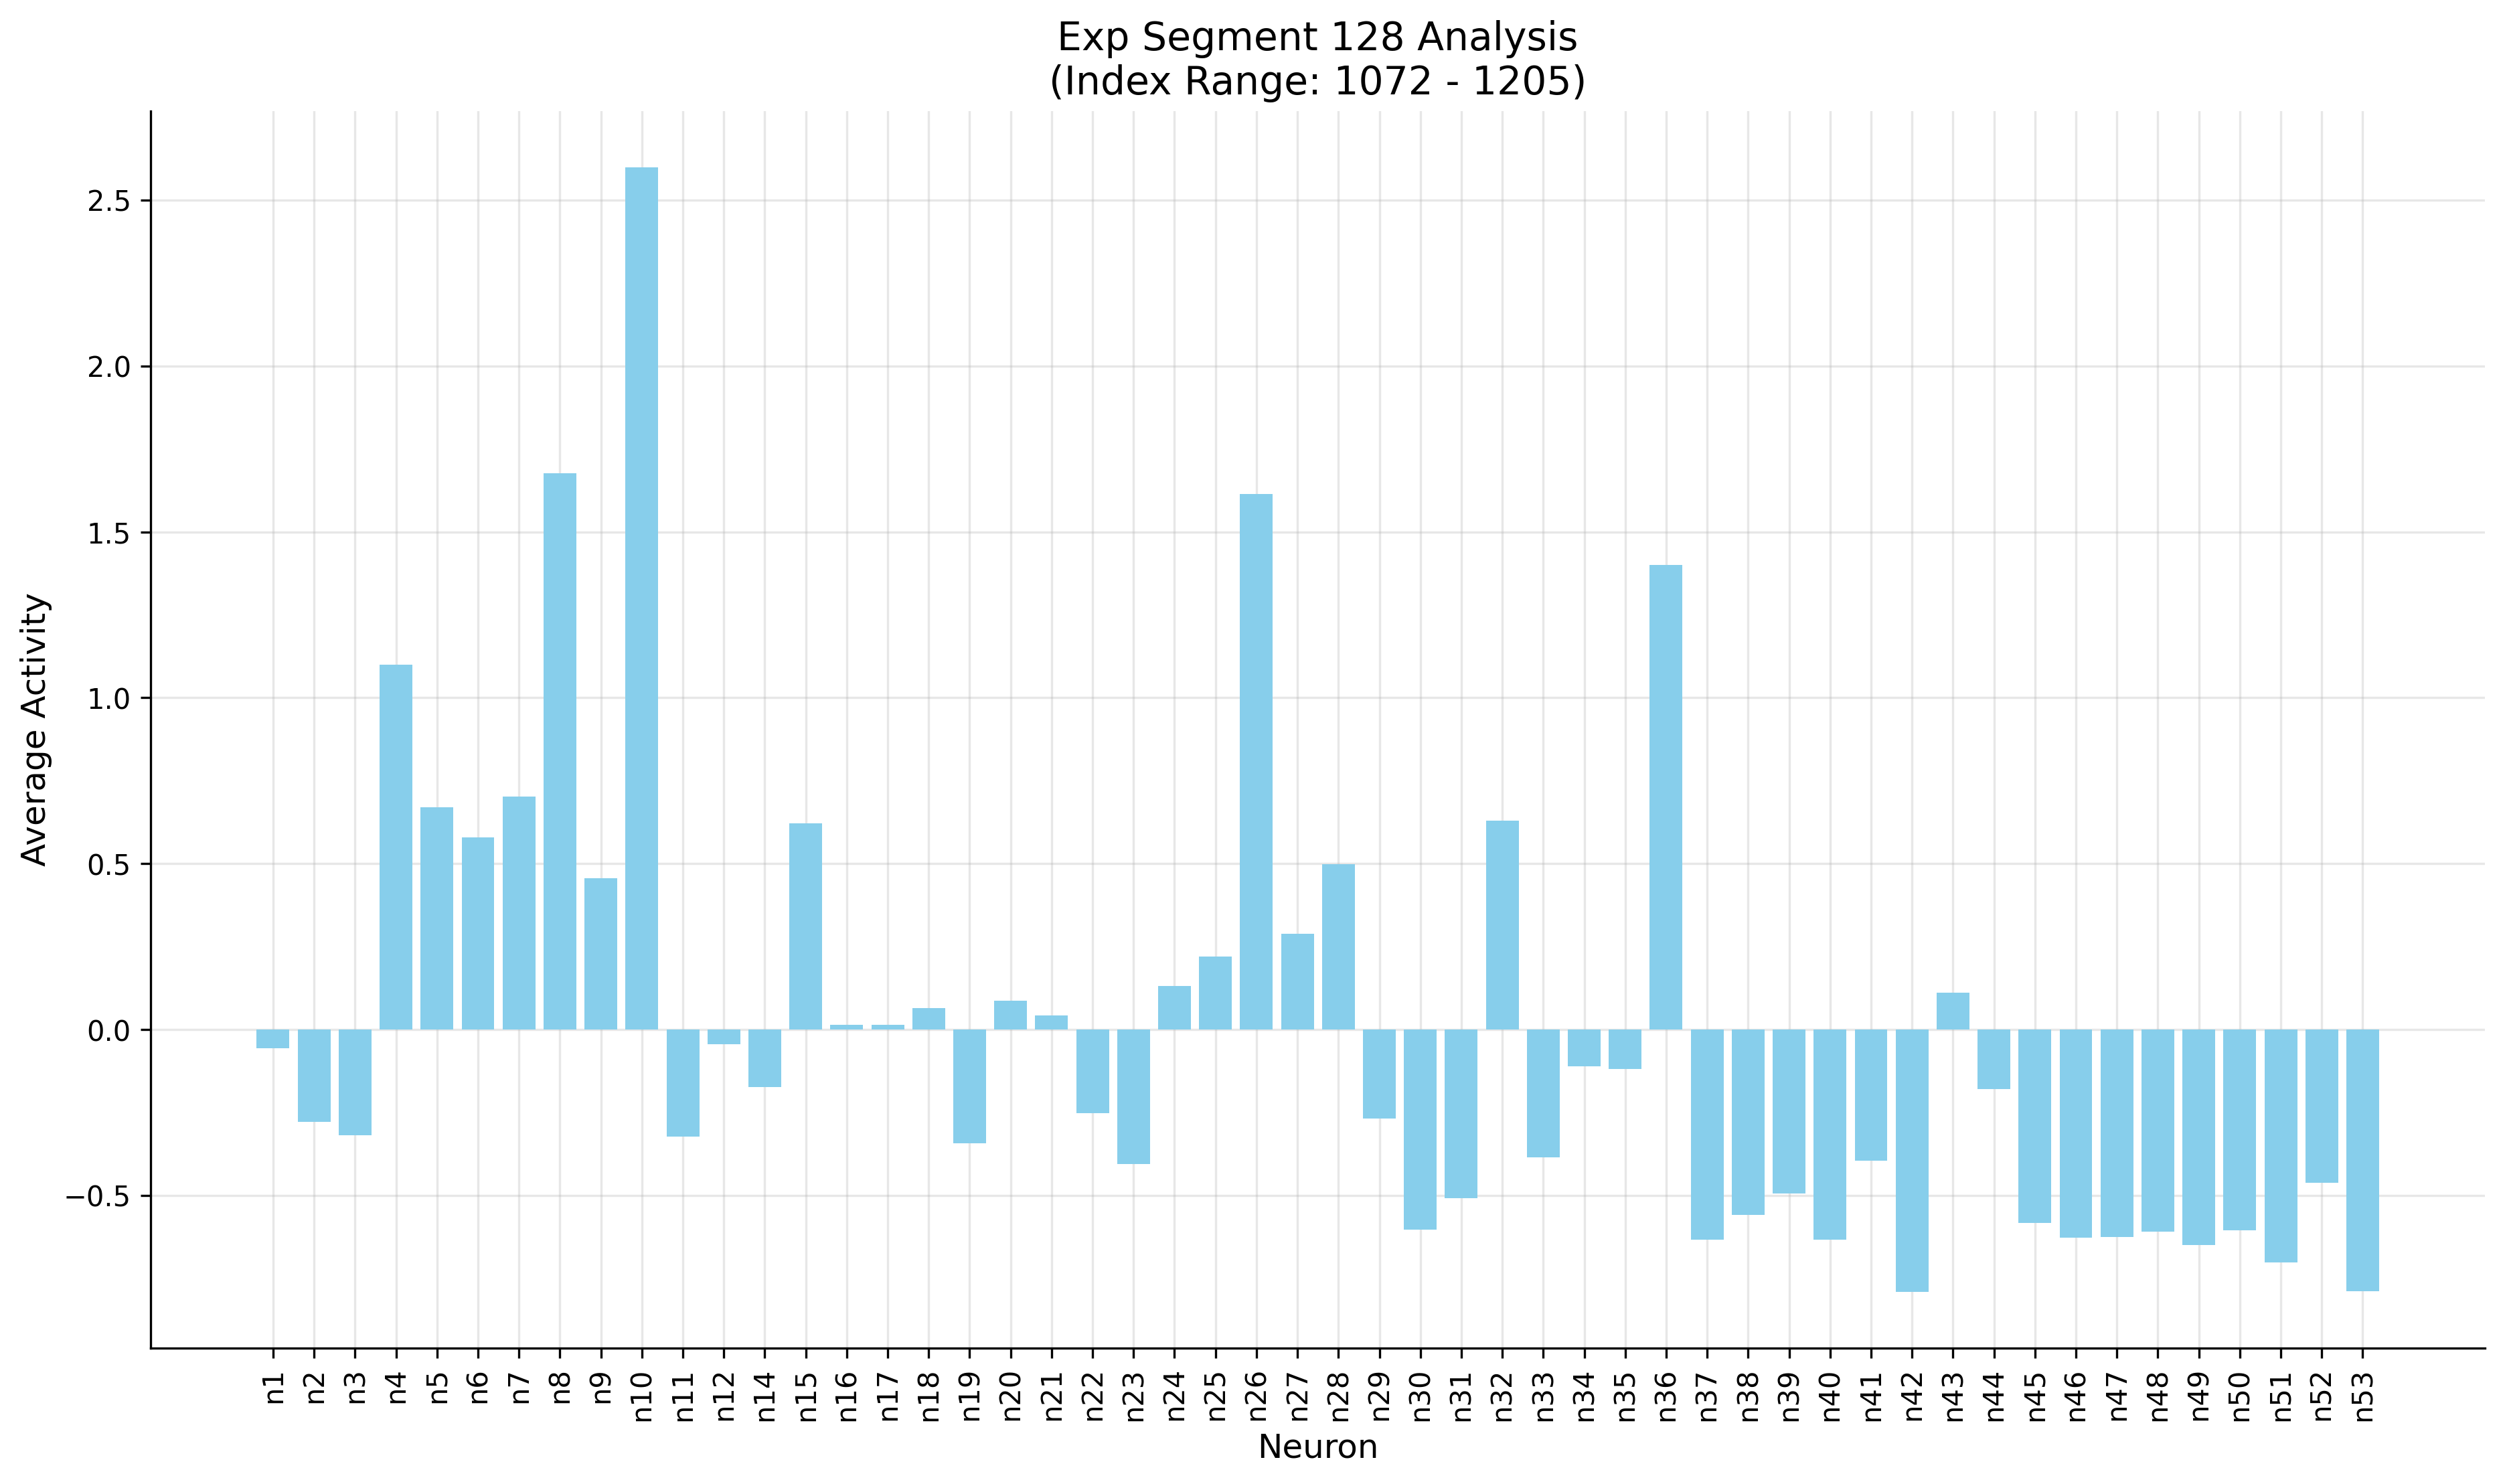 Exp Segment 128 Analysis
(Index Range: 1072 - 1205)
Average Activity
2.5
2.0
1.5
1.0
0.5
0.0
−0.5
n1
n2
n3
n4
n5
n6
n7
n8
n9
n10
n11
n12
n14
n15
n16
n17
n18
n19
n20
n21
n22
n23
n24
n25
n26
n27
n28
n29
n30
n31
n32
n33
n34
n35
n36
n37
n38
n39
n40
n41
n42
n43
n44
n45
n46
n47
n48
n49
n50
n51
n52
n53
Neuron